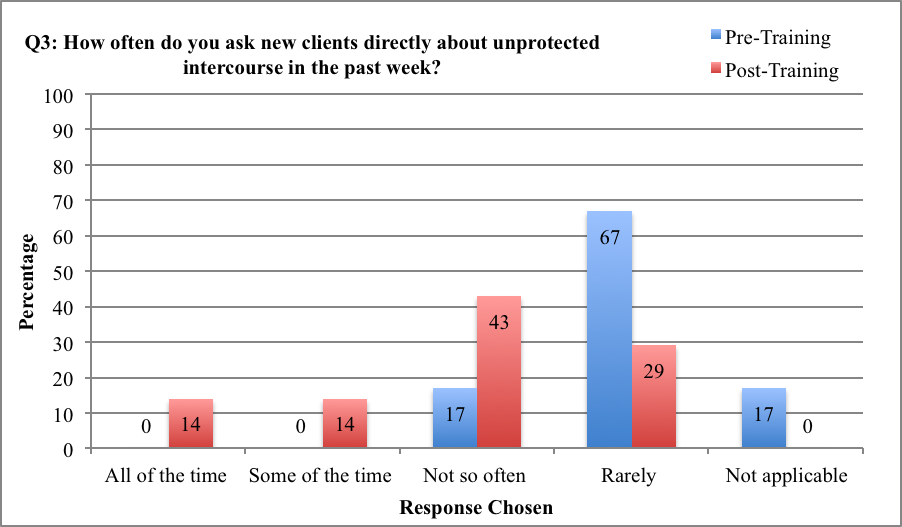 Q3: How often do you ask new clients directly about unprotected
intercourse in the past week?
Pre-Training
Post-Training
100
90
80
70
60
50
40
30
20
10
0
Percentage
0
14
0
14
17
43
67
29
17
0
All of the time
Some of the time
Not so often
Rarely
Not applicable
Response Chosen